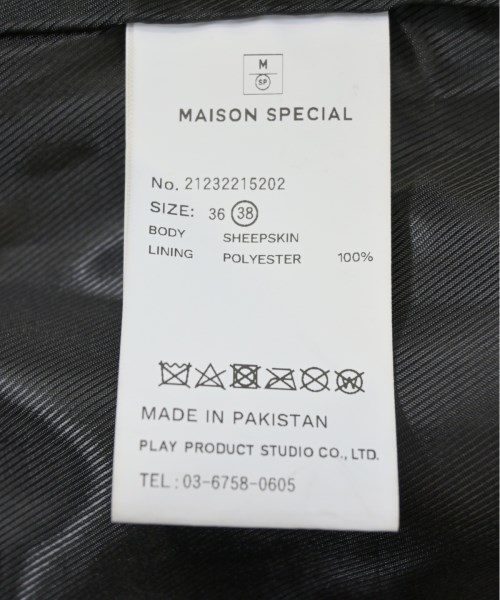 M
SP
MAISON SPECIAL
No. 21232215202
SIZE: 36 38
BODY SHEEPSKIN
LINING POLYESTER 100%
W
MADE IN PAKISTAN
PLAY PRODUCT STUDIO CO., LTD.
TEL : 03-6758-0605